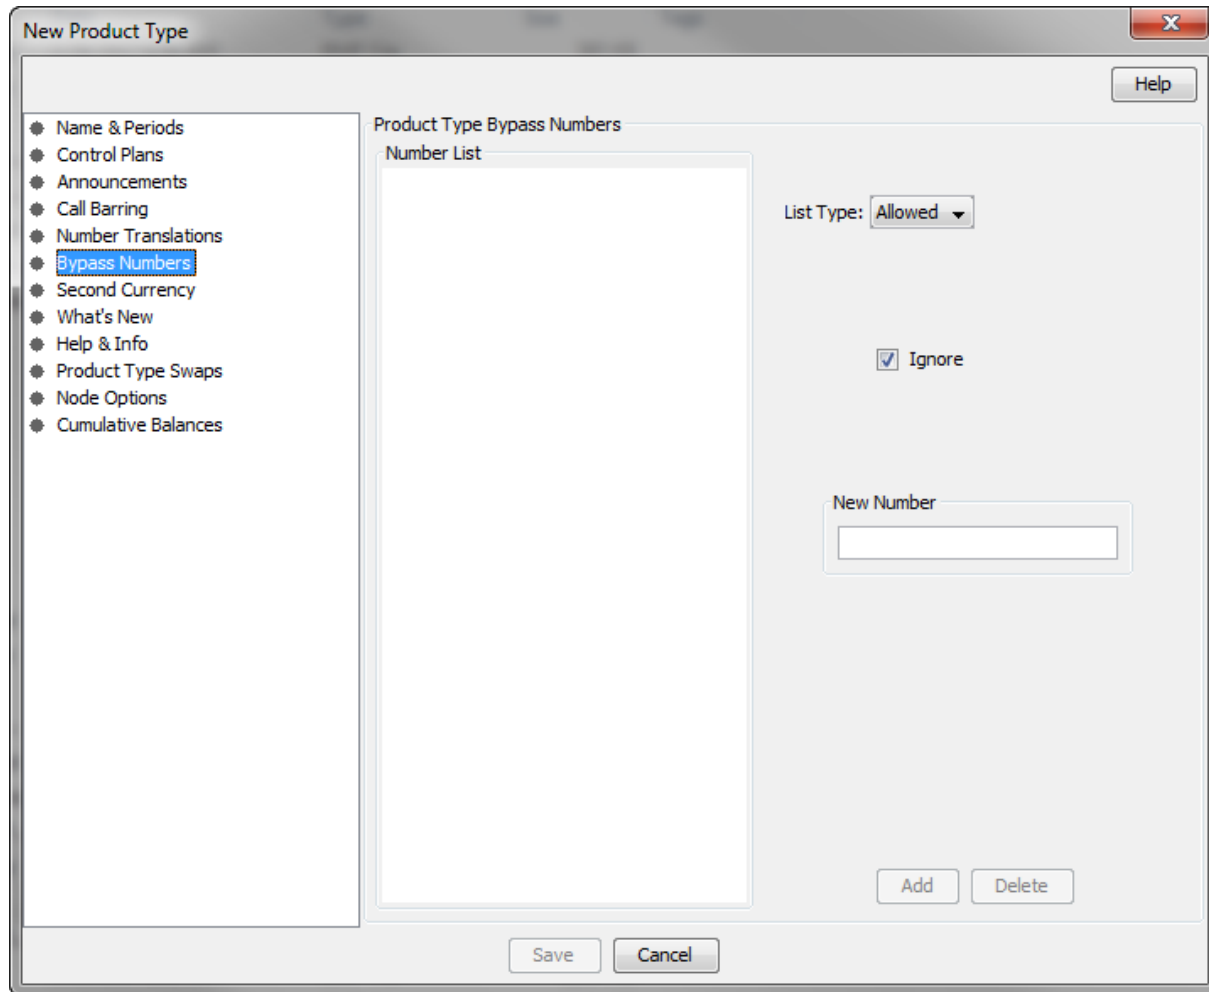 New Product Type
Help
Name & Periods
Control Plans
Announcements
Call Barring
Number Translations
Bypass Numbers
Second Currency
What's New
Help & Info
Product Type Swaps
Node Options
Cumulative Balances
Product Type Bypass Numbers
Number List
List Type: Allowed
Ignore
New Number
Add Delete
Save Cancel